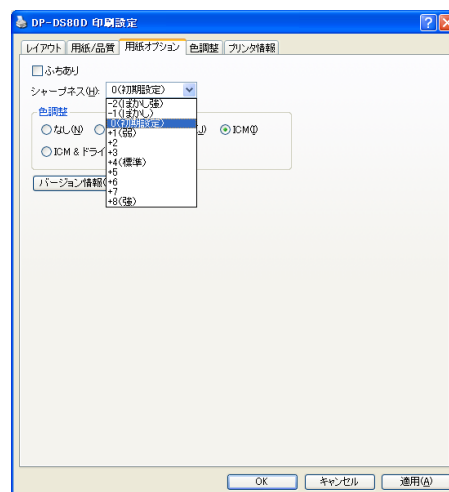 DP-DS80D 印刷設定
レイアウト 用紙/品質 用紙オプション 色調整 プリンタ情報
ふちあり
シャープネス(H): 0(初期設定)
-2(ぼかし強)
-1(ぼかし)
0(初期設定)
+1(弱)
+2
+3
+4(標準)
+5
+6
+7
+8(強)
色調整
なし(N) J) ICM(I)
ICM & ドライ
バージョン情報(
OK キャンセル 適用(A)